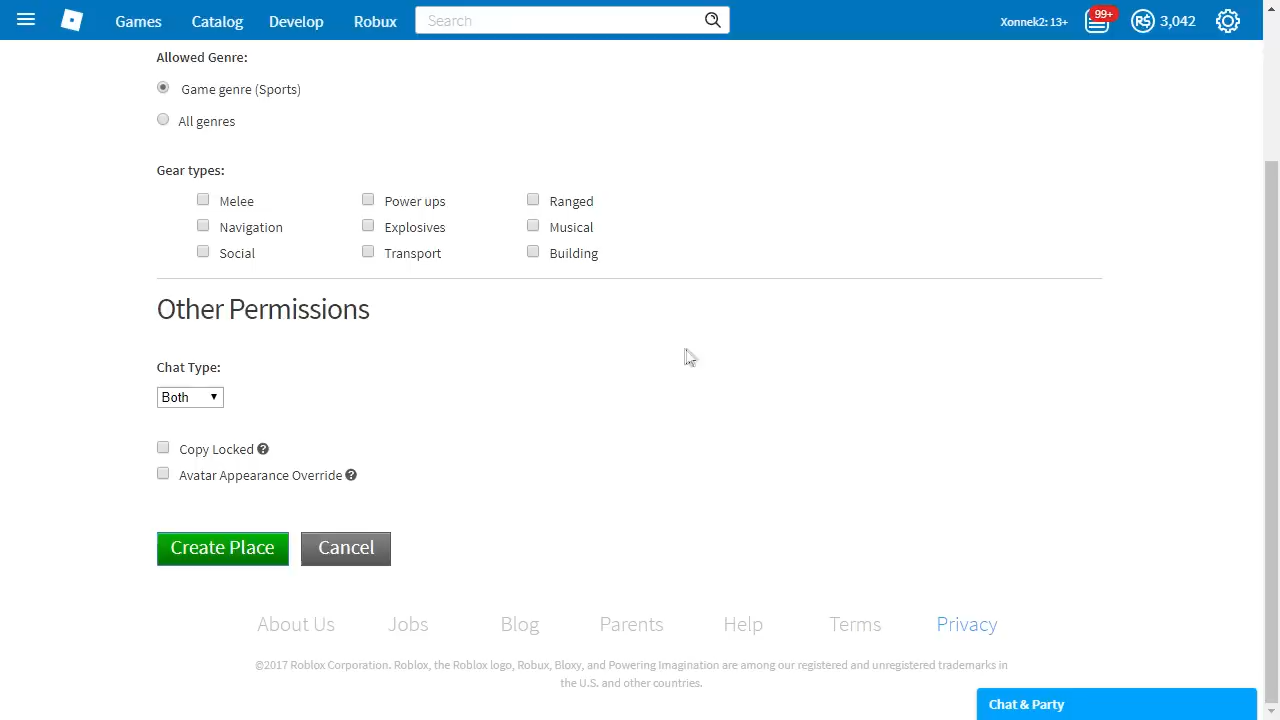 Games Catalog Develop Robux Search Xonnek2: 13+ 99+ R$ 3,042
Allowed Genre:
Game genre (Sports)
All genres
Gear types:
Melee Power ups Ranged
Navigation Explosives Musical
Social Transport Building
Other Permissions
Chat Type:
Both
Copy Locked ?
Avatar Appearance Override ?
Create Place Cancel
About Us Jobs Blog Parents Help Terms Privacy
©2017 Roblox Corporation. Roblox, the Roblox logo, Robux, Bloxy, and Powering Imagination are among our registered and unregistered trademarks in
the U.S. and other countries.
Chat & Party